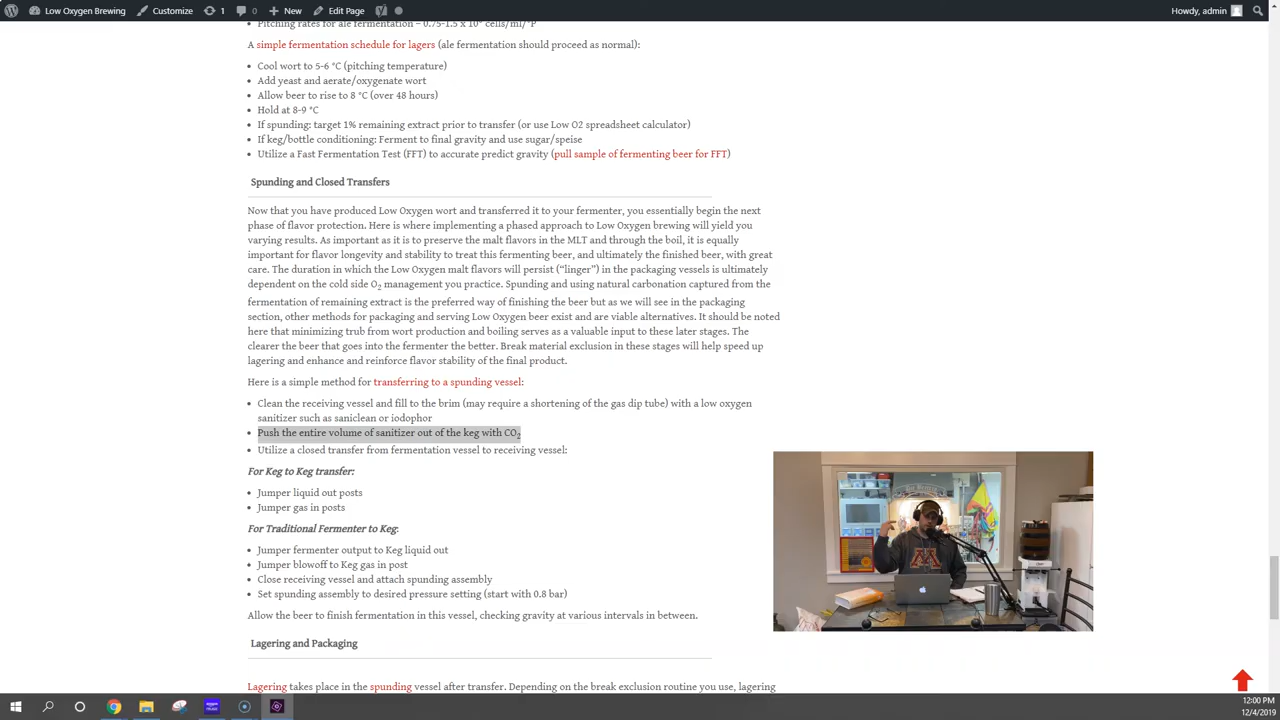 Low Oxygen Brewing Customize 1 0 New Edit Page Howdy, admin
Pitching rates for ale fermentation – 0.75-1.5 x 10⁶ cells/ml/°P
A simple fermentation schedule for lagers (ale fermentation should proceed as normal):
Cool wort to 5-6 °C (pitching temperature)
Add yeast and aerate/oxygenate wort
Allow beer to rise to 8 °C (over 48 hours)
Hold at 8-9 °C
If spunding: target 1% remaining extract prior to transfer (or use Low O2 spreadsheet calculator)
If keg/bottle conditioning: Ferment to final gravity and use sugar/speise
Utilize a Fast Fermentation Test (FFT) to accurate predict gravity (pull sample of fermenting beer for FFT)
Spunding and Closed Transfers
Now that you have produced Low Oxygen wort and transferred it to your fermenter, you essentially begin the next
phase of flavor protection. Here is where implementing a phased approach to Low Oxygen brewing will yield you
varying results. As important as it is to preserve the malt flavors in the MLT and through the boil, it is equally
important for flavor longevity and stability to treat this fermenting beer, and ultimately the finished beer, with great
care. The duration in which the Low Oxygen malt flavors will persist (“linger”) in the packaging vessels is ultimately
dependent on the cold side O₂ management you practice. Spunding and using natural carbonation captured from the
fermentation of remaining extract is the preferred way of finishing the beer but as we will see in the packaging
section, other methods for packaging and serving Low Oxygen beer exist and are viable alternatives. It should be noted
here that minimizing trub from wort production and boiling serves as a valuable input to these later stages. The
clearer the beer that goes into the fermenter the better. Break material exclusion in these stages will help speed up
lagering and enhance and reinforce flavor stability of the final product.
Here is a simple method for transferring to a spunding vessel:
Clean the receiving vessel and fill to the brim (may require a shortening of the gas dip tube) with a low oxygen
sanitizer such as saniclean or iodophor
Push the entire volume of sanitizer out of the keg with CO₂
Utilize a closed transfer from fermentation vessel to receiving vessel:
For Keg to Keg transfer:
Jumper liquid out posts
Jumper gas in posts
For Traditional Fermenter to Keg:
Jumper fermenter output to Keg liquid out
Jumper blowoff to Keg gas in post
Close receiving vessel and attach spunding assembly
Set spunding assembly to desired pressure setting (start with 0.8 bar)
Allow the beer to finish fermentation in this vessel, checking gravity at various intervals in between.
Lagering and Packaging
Lagering takes place in the spunding vessel after transfer. Depending on the break exclusion routine you use, lagering
12:00 PM
12/4/2019